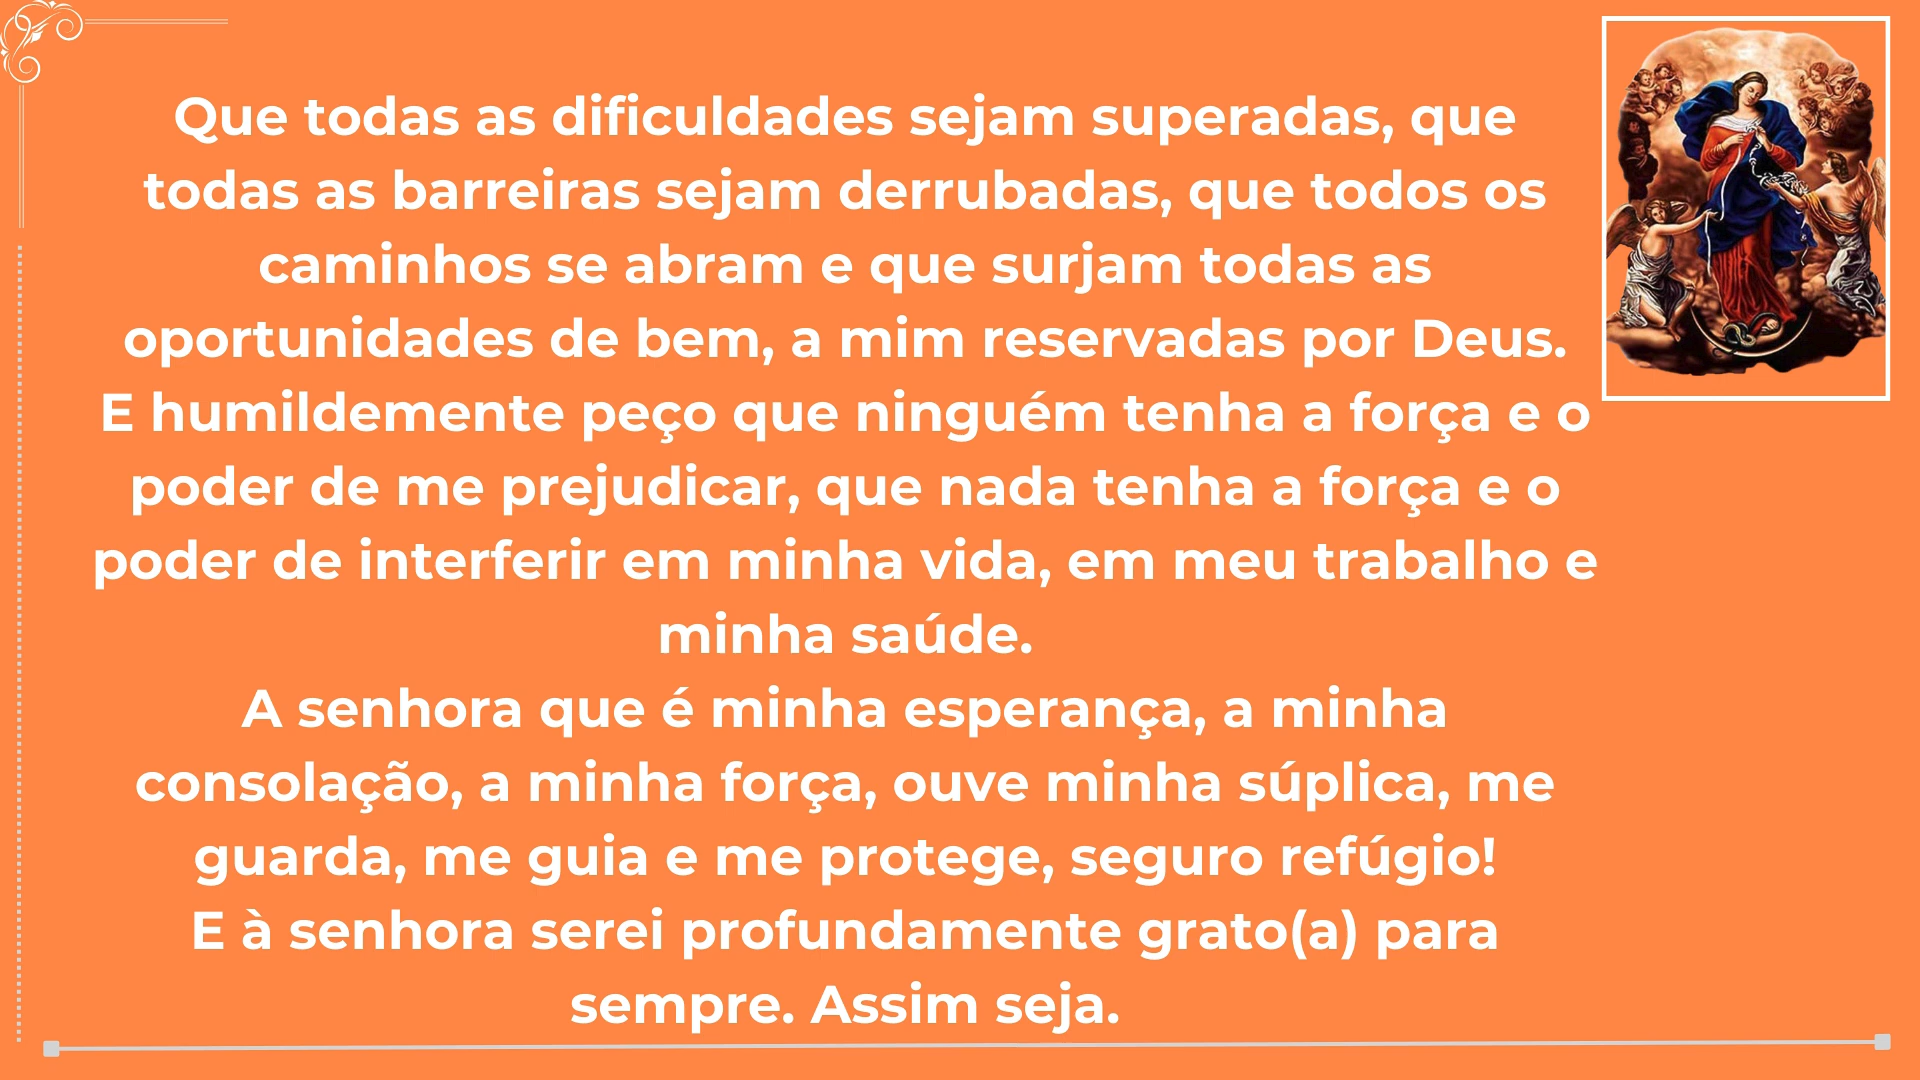 Que todas as dificuldades sejam superadas, que
todas as barreiras sejam derrubadas, que todos os
caminhos se abram e que surjam todas as
oportunidades de bem, a mim reservadas por Deus.
E humildemente peço que ninguém tenha a força e o
poder de me prejudicar, que nada tenha a força e o
poder de interferir em minha vida, em meu trabalho e
minha saúde.
A senhora que é minha esperança, a minha
consolação, a minha força, ouve minha súplica, me
guarda, me guia e me protege, seguro refúgio!
E à senhora serei profundamente grato(a) para
sempre. Assim seja.